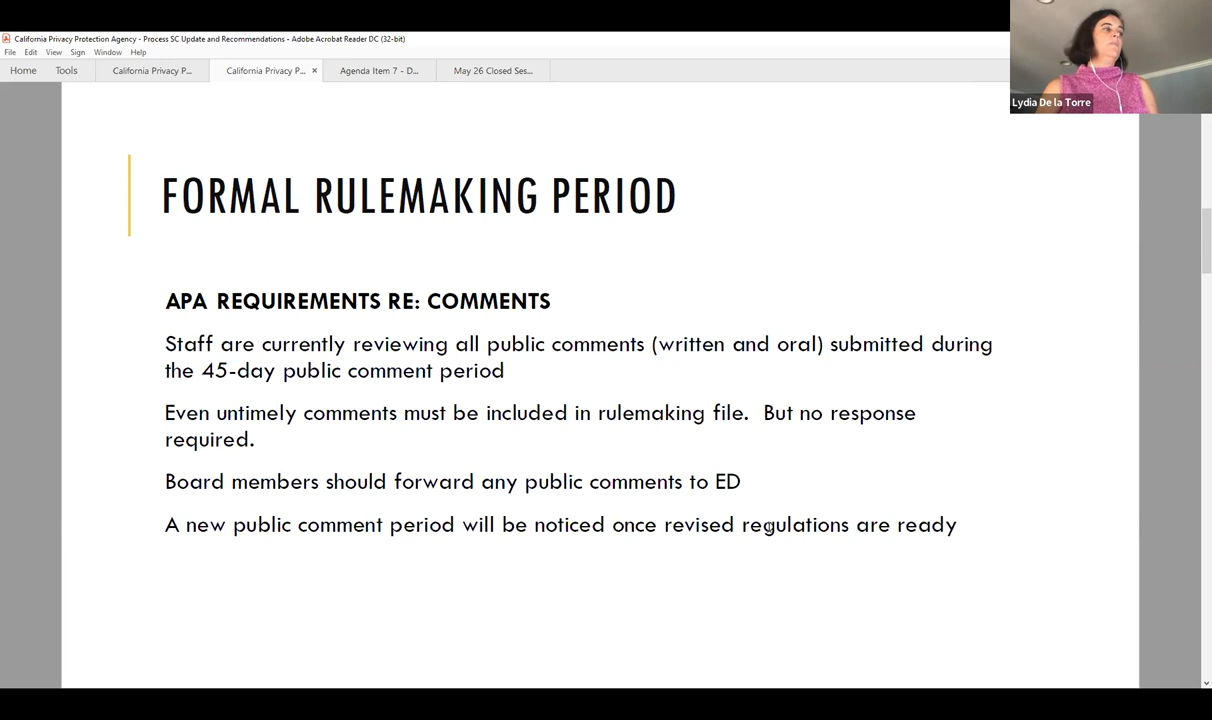 California Privacy Protection Agency - Process SC Update and Recommendations - Adobe Acrobat Reader DC (32-bit)
File Edit View Sign Window Help
Home Tools California Privacy P... California Privacy P... × Agenda Item 7 - D... May 26 Closed Ses...
Lydia De la Torre
FORMAL RULEMAKING PERIOD
APA REQUIREMENTS RE: COMMENTS
Staff are currently reviewing all public comments (written and oral) submitted during
the 45-day public comment period
Even untimely comments must be included in rulemaking file.  But no response
required.
Board members should forward any public comments to ED
A new public comment period will be noticed once revised regulations are ready